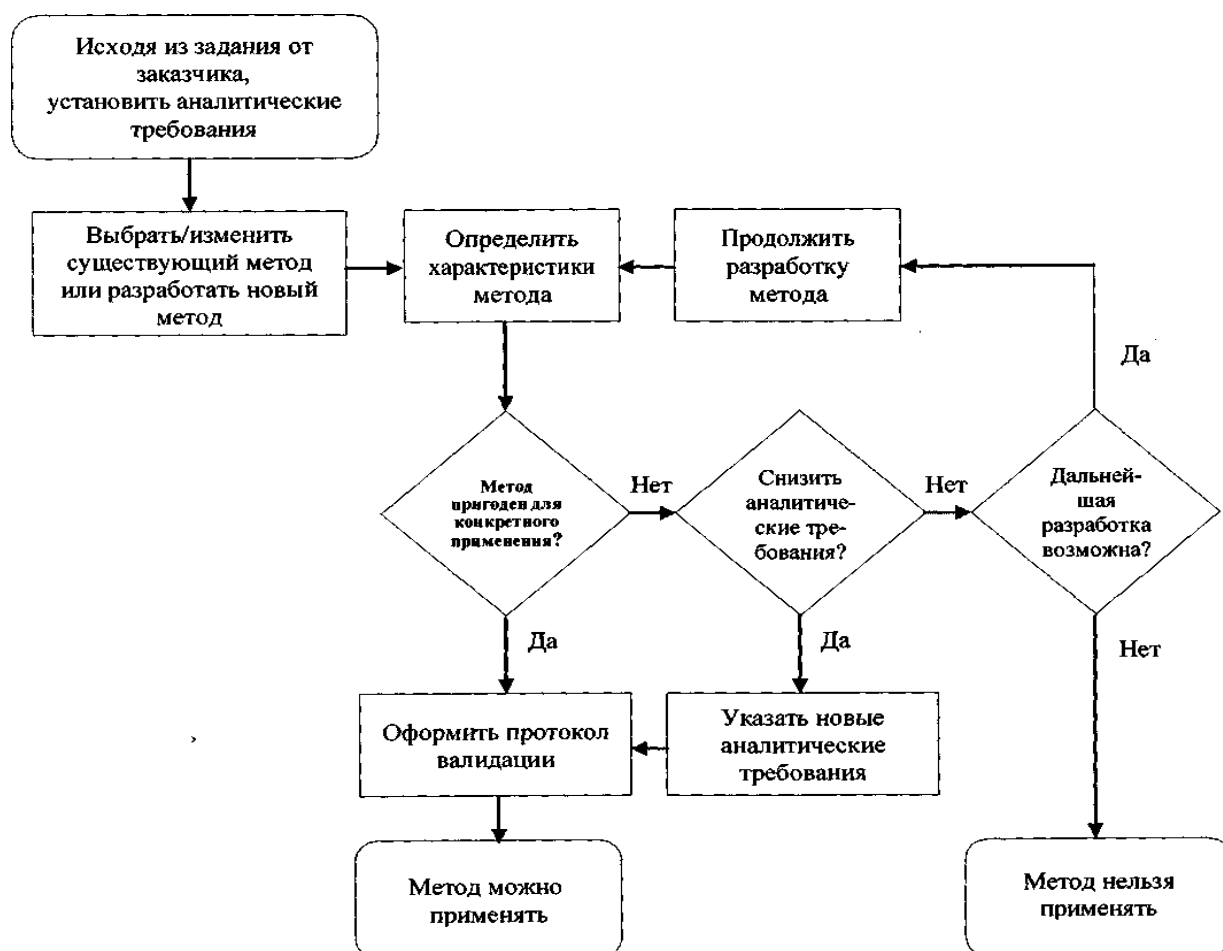 Исходя из задания от
заказчика,
установить аналитические
требования
Выбрать/изменить
существующий метод
или разработать новый
метод
Определить
характеристики
метода
Продолжить
разработку
метода
Да
Метод
пригоден для
конкретного
применения?
Нет
Снизить
аналитиче-
ские тре-
бования?
Нет
Дальней-
шая
разработка
возможна?
Да
Да
Нет
Оформить протокол
валидации
Указать новые
аналитические
требования
Метод можно
применять
Метод нельзя
применять